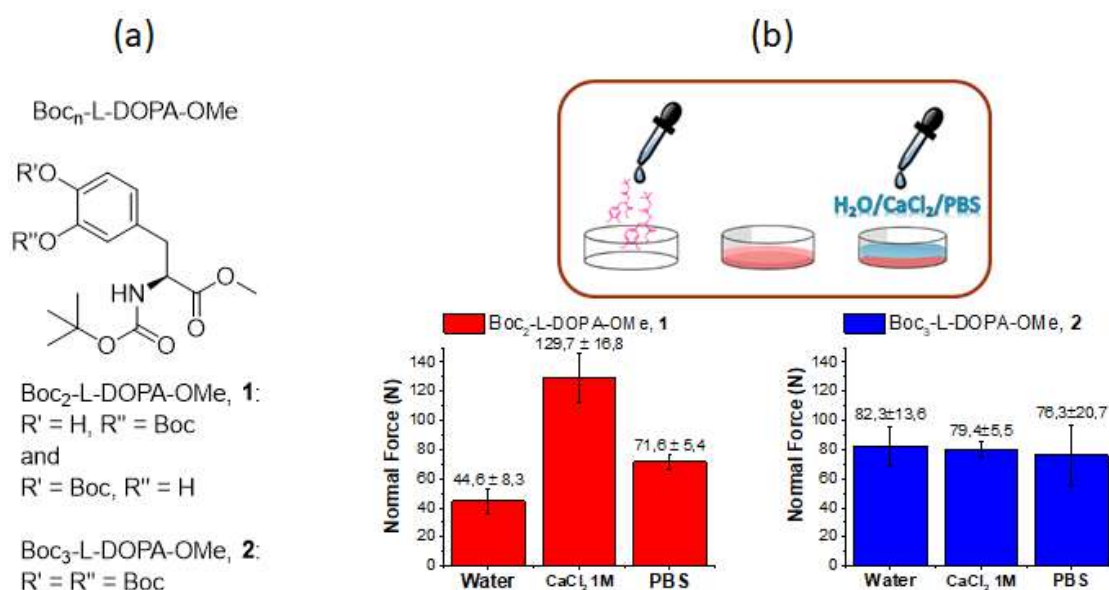 (a)
Bocₙ-L-DOPA-OMe
R'O
R"O
HN
O
O
O
O
Boc₂-L-DOPA-OMe, 1:
R' = H, R" = Boc
and
R' = Boc, R" = H
Boc₃-L-DOPA-OMe, 2:
R' = R" = Boc
(b)
H₂O/CaCl₂/PBS
Boc₂-L-DOPA-OMe, 1
Normal Force (N)
140
120
100
80
60
40
20
0
44,6 ± 8,3
129,7 ± 16,8
71,6 ± 5,4
Water
CaCl₂ 1M
PBS
Boc₃-L-DOPA-OMe, 2
Normal Force (N)
140
120
100
80
60
40
20
0
82,3±13,6
79,4±5,5
76,3±20,7
Water
CaCl₂ 1M
PBS